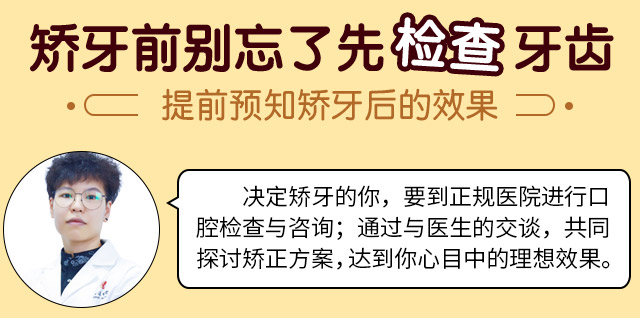 矫牙前别忘了先检查牙齿
提前预知矫牙后的效果
决定矫牙的你，要到正规医院进行口
腔检查与咨询；通过与医生的交谈，共同
探讨矫正方案，达到你心目中的理想效果。